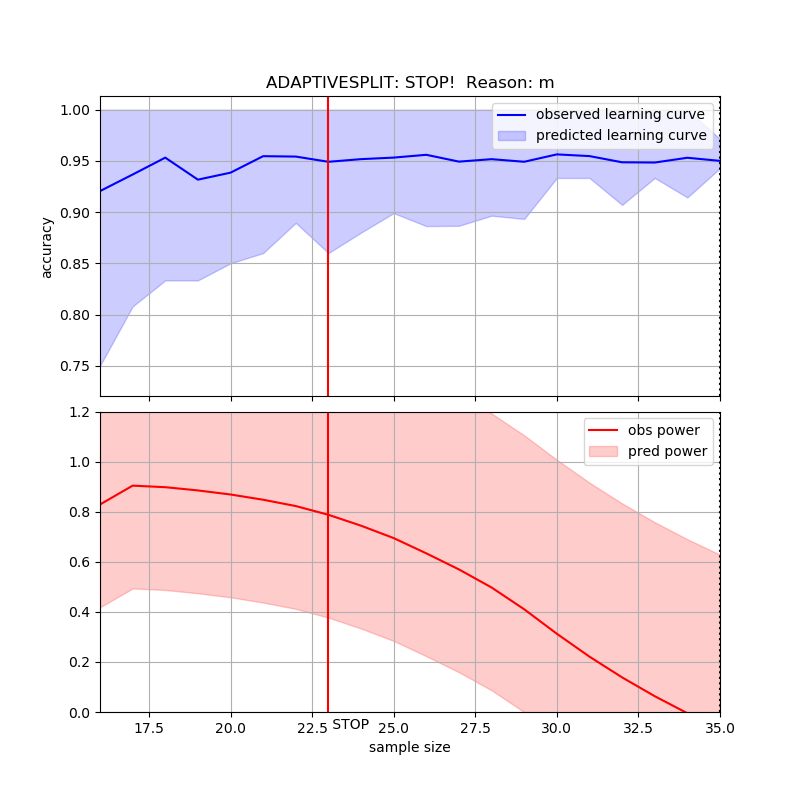 ADAPTIVESPLIT: STOP!  Reason: m
1.00
0.95
0.90
0.85
0.80
0.75
accuracy
observed learning curve
predicted learning curve
1.2
1.0
0.8
0.6
0.4
0.2
0.0
obs power
pred power
17.5 20.0 22.5 STOP 25.0 27.5 30.0 32.5 35.0
sample size